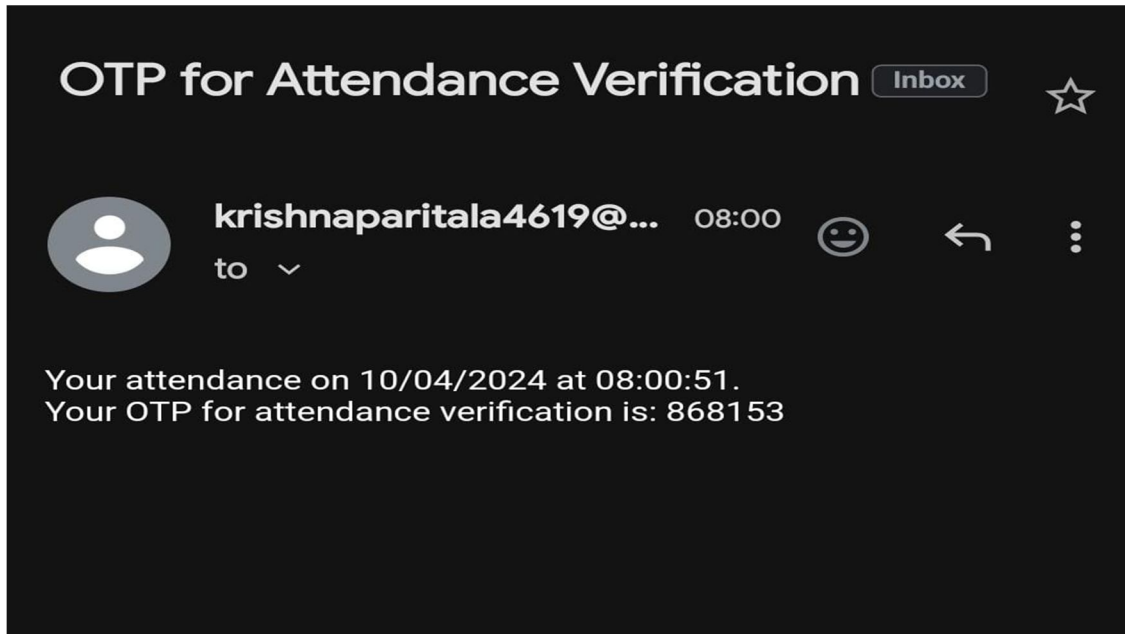 OTP for Attendance Verification Inbox
krishnaparitala4619@... 08:00
to
Your attendance on 10/04/2024 at 08:00:51.
Your OTP for attendance verification is: 868153